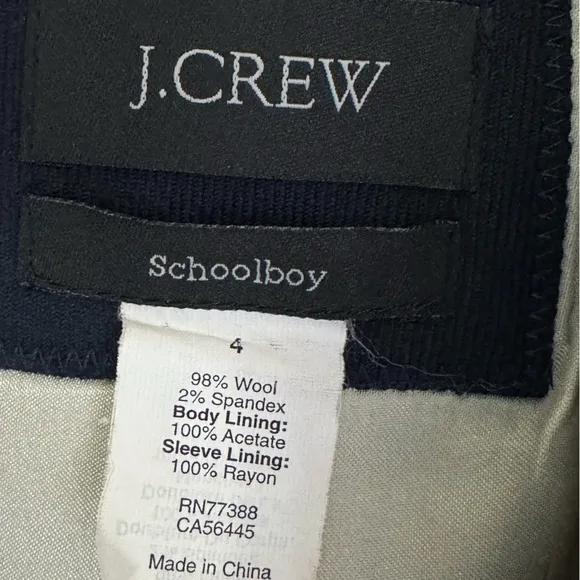 J.CREW
Schoolboy
4
98% Wool
2% Spandex
Body Lining:
100% Acetate
Sleeve Lining:
100% Rayon
RN77388
CA56445
Made in China